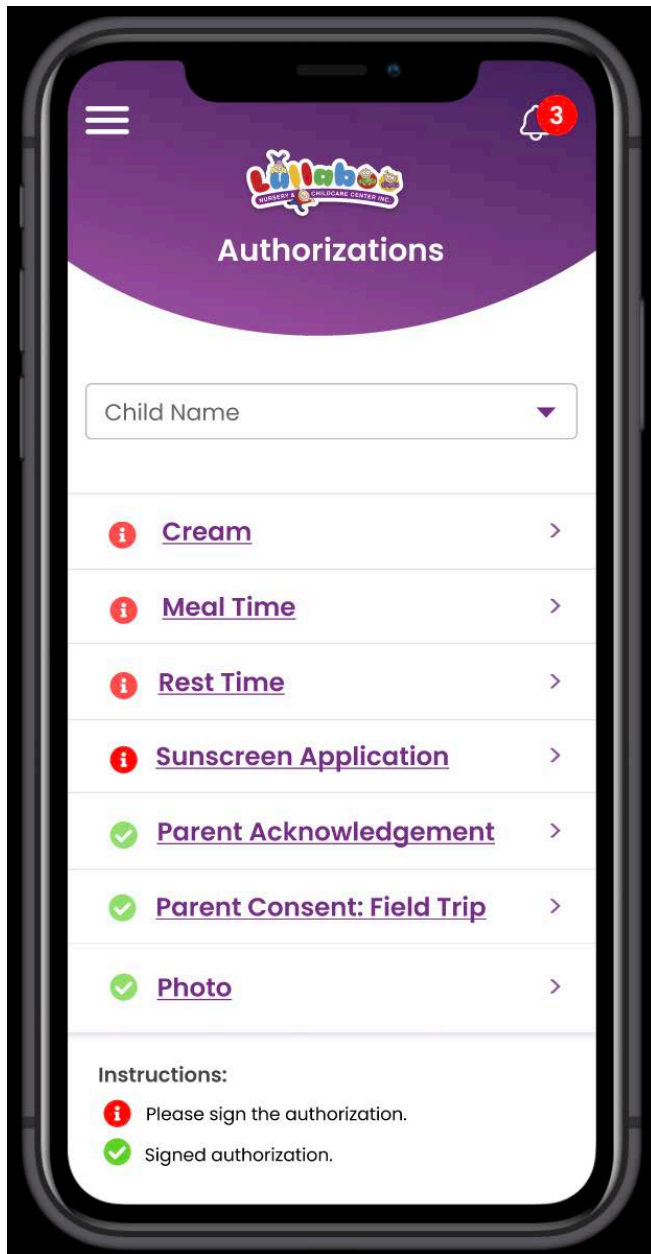 3
Lullaboo
NURSERY & CHILDCARE CENTER INC.
Authorizations
Child Name
Cream
Meal Time
Rest Time
Sunscreen Application
Parent Acknowledgement
Parent Consent: Field Trip
Photo
Instructions:
Please sign the authorization.
Signed authorization.